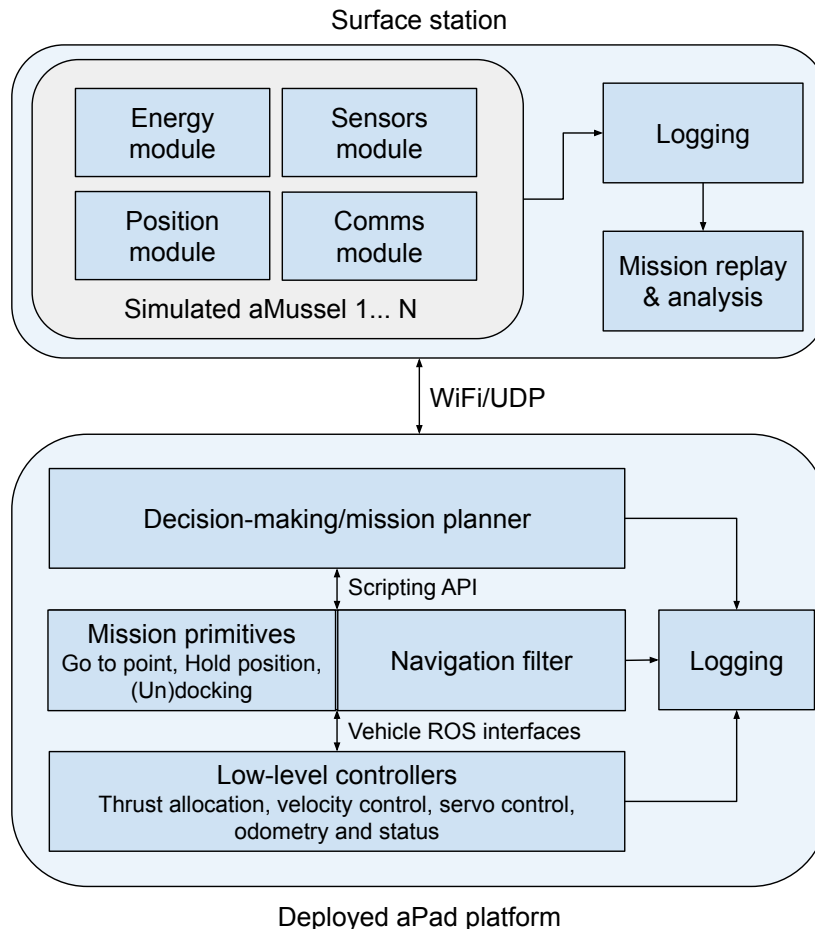 Surface station
Energy
module
Sensors
module
Position
module
Comms
module
Simulated aMussel 1... N
Logging
Mission replay
& analysis
WiFi/UDP
Decision-making/mission planner
Scripting API
Mission primitives
Go to point, Hold position,
(Un)docking
Navigation filter
Logging
Vehicle ROS interfaces
Low-level controllers
Thrust allocation, velocity control, servo control,
odometry and status
Deployed aPad platform